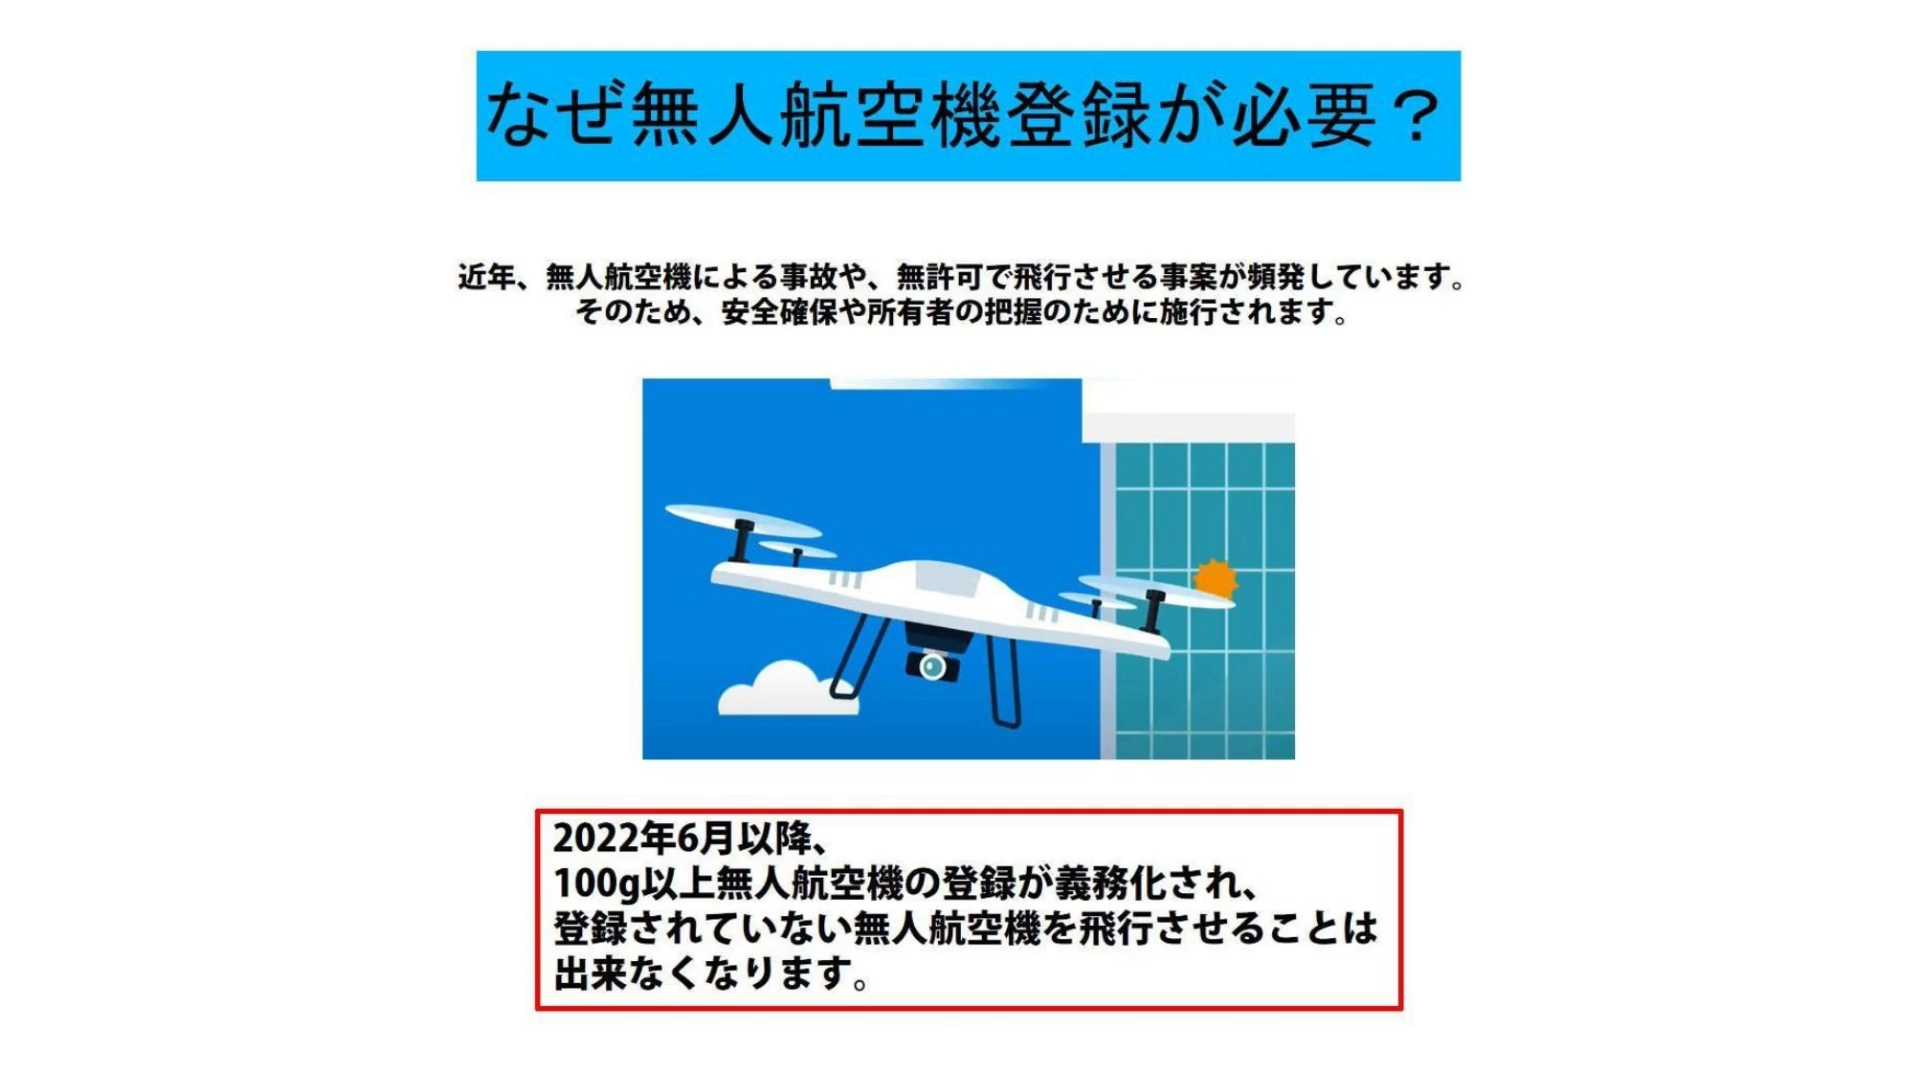 なぜ無人航空機登録が必要？
近年、無人航空機による事故や、無許可で飛行させる事案が頻発しています。
そのため、安全確保や所有者の把握のために施行されます。
2022年6月以降、
100g以上無人航空機の登録が義務化され、
登録されていない無人航空機を飛行させることは
出来なくなります。